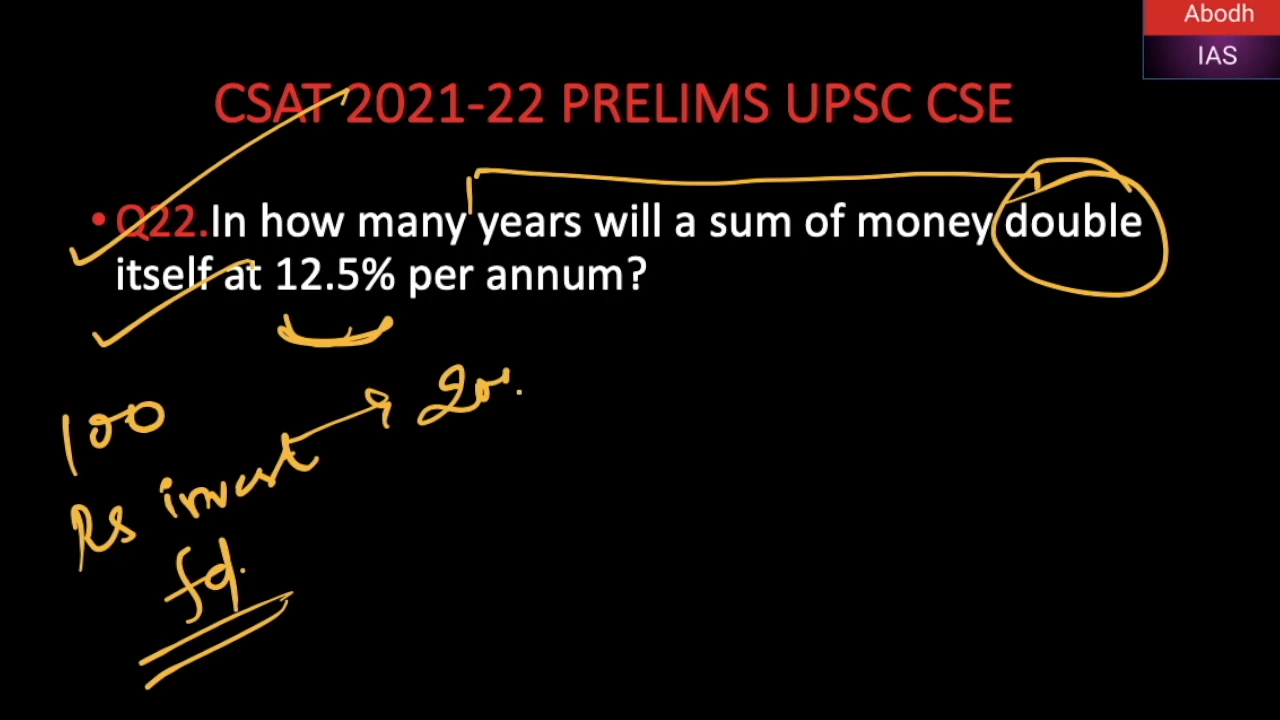 Abodh
IAS
CSAT 2021-22 PRELIMS UPSC CSE
• Q22.In how many years will a sum of money double
itself at 12.5% per annum?
100
Rs invest
fd.